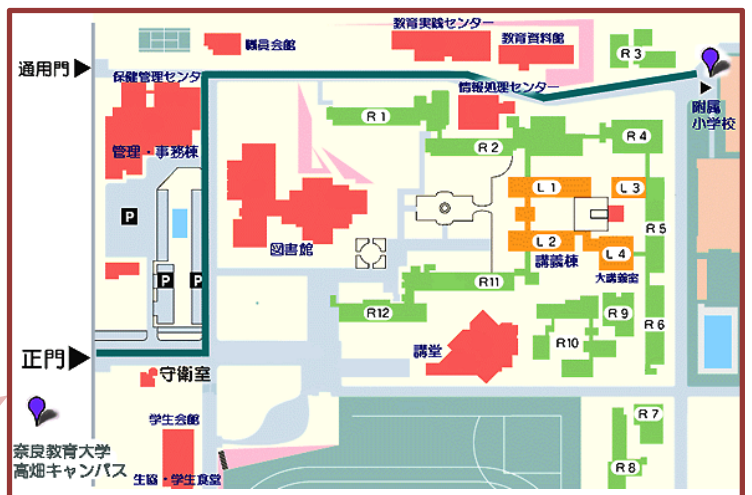 教育実践センター
職員会館
教育資料館
R3
通用門
保健管理センター
情報処理センター
附属
小学校
R1
R2
R4
管理・事務棟
L1
L3
P
図書館
L2
講義棟
L4
R5
大講義室
P
P
R11
R12
R9
R6
R10
正門
講堂
守衛室
学生会館
R7
奈良教育大学
高畑キャンパス
生協・学生食堂
R8